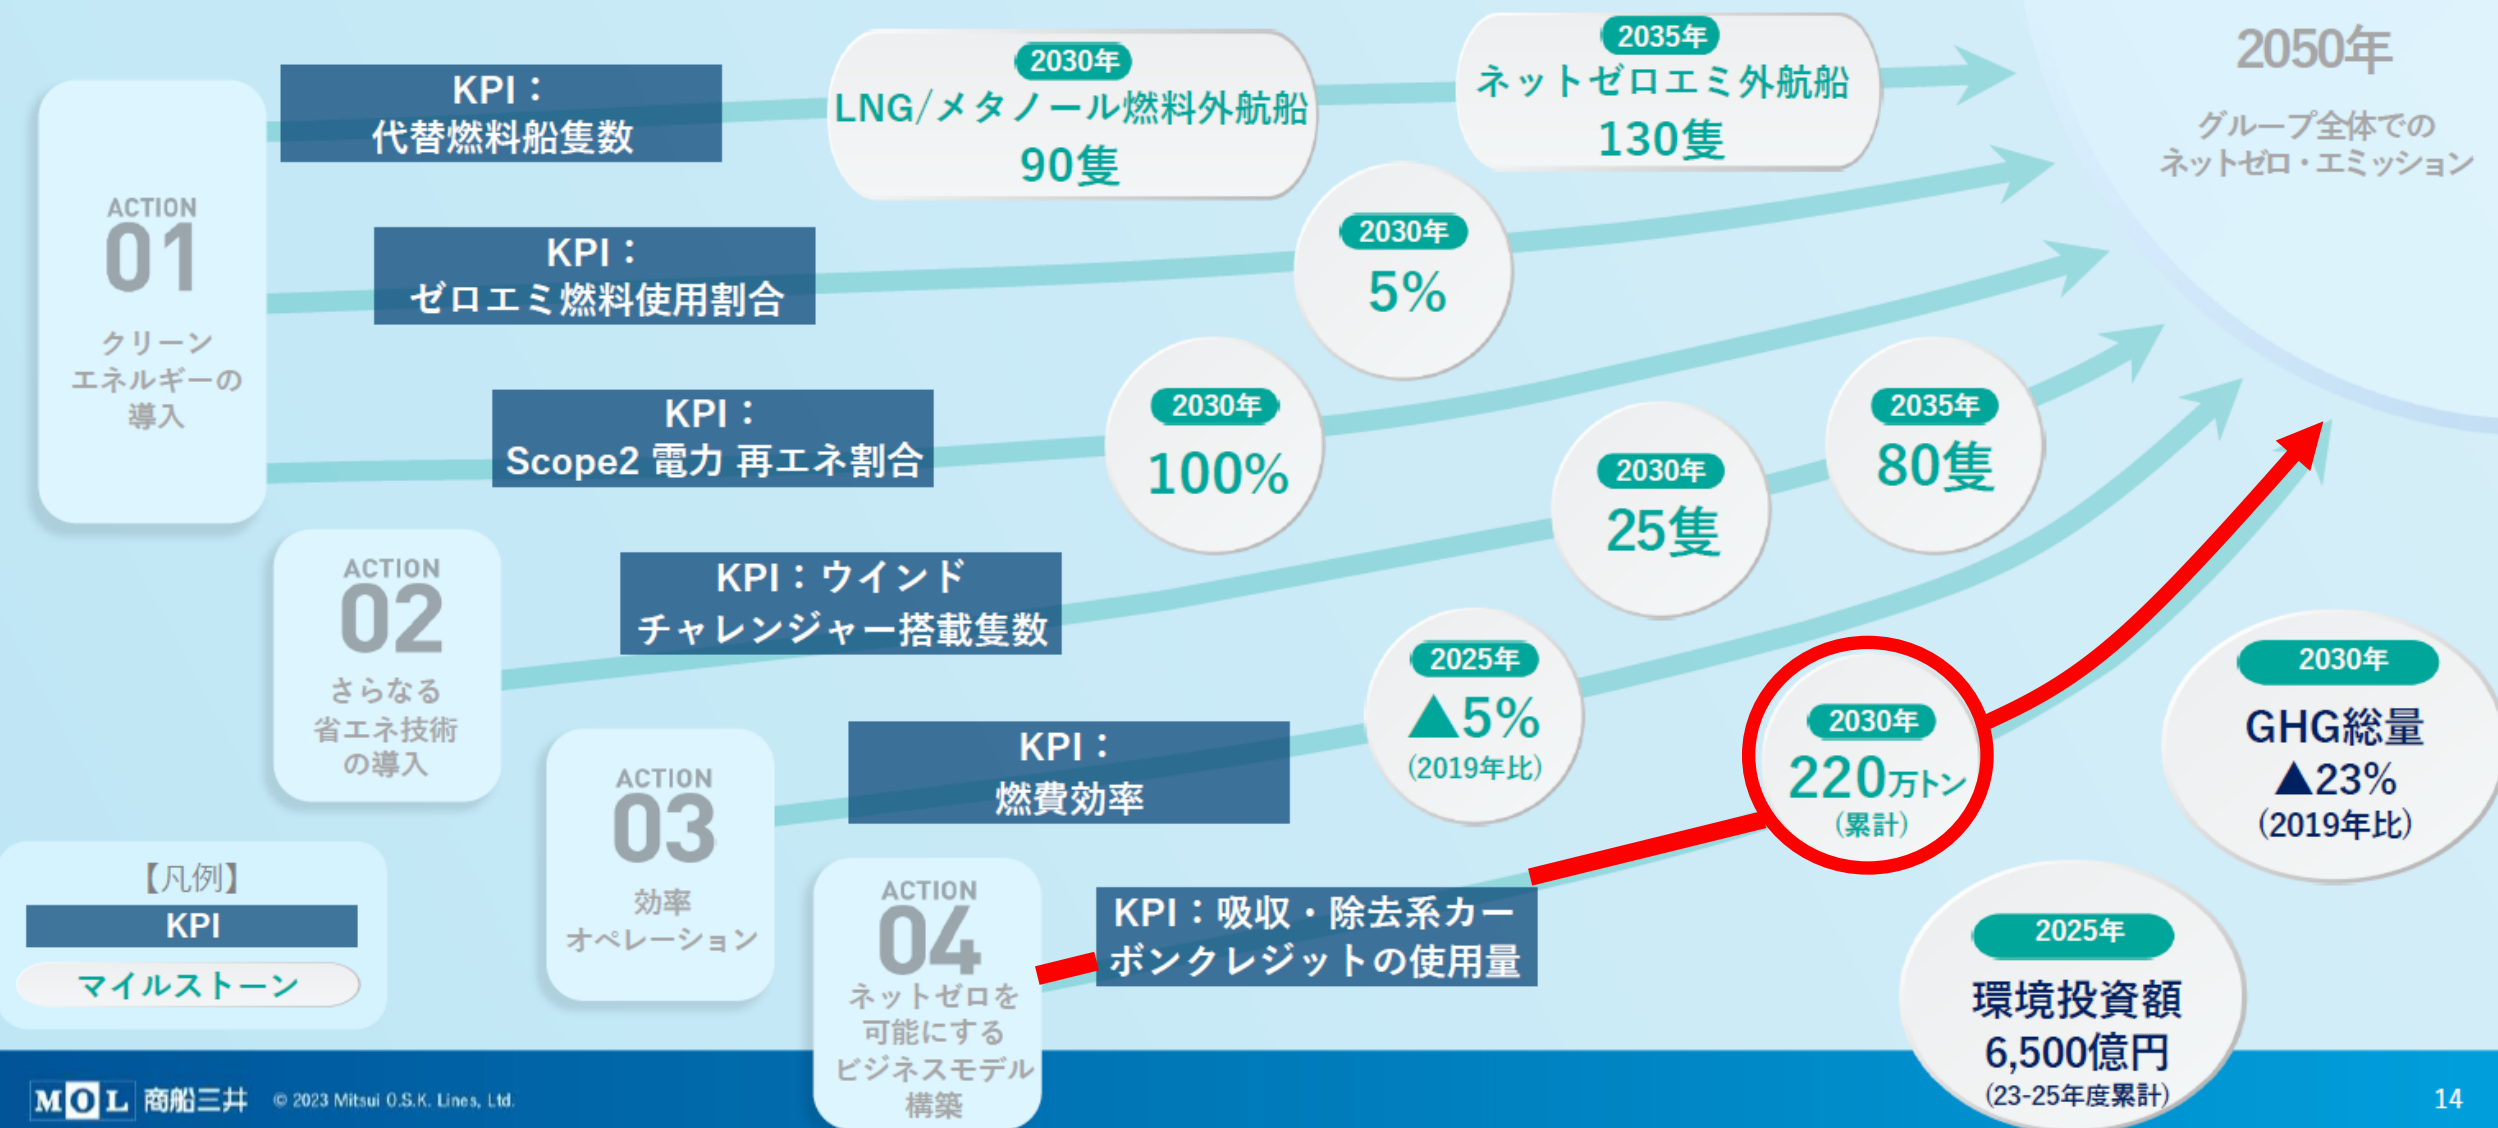 ACTION
01
クリーン
エネルギーの
導入
KPI：
代替燃料船隻数
2030年
LNG/メタノール燃料外航船
90隻
2035年
ネットゼロエミ外航船
130隻
KPI：
ゼロエミ燃料使用割合
2030年
5%
KPI：
Scope2 電力 再エネ割合
2030年
100%
ACTION
02
さらなる
省エネ技術
の導入
KPI：ウインド
チャレンジャー搭載隻数
2030年
25隻
2035年
80隻
ACTION
03
効率
オペレーション
KPI：
燃費効率
2025年
▲5%
(2019年比)
ACTION
04
ネットゼロを
可能にする
ビジネスモデル
構築
KPI：吸収・除去系カー
ボンクレジットの使用量
2030年
220万トン
(累計)
2050年
グループ全体での
ネットゼロ・エミッション
2030年
GHG総量
▲23%
(2019年比)
2025年
環境投資額
6,500億円
(23-25年度累計)
【凡例】
KPI
マイルストーン
MOL 商船三井 © 2023 Mitsui O.S.K. Lines, Ltd.
14